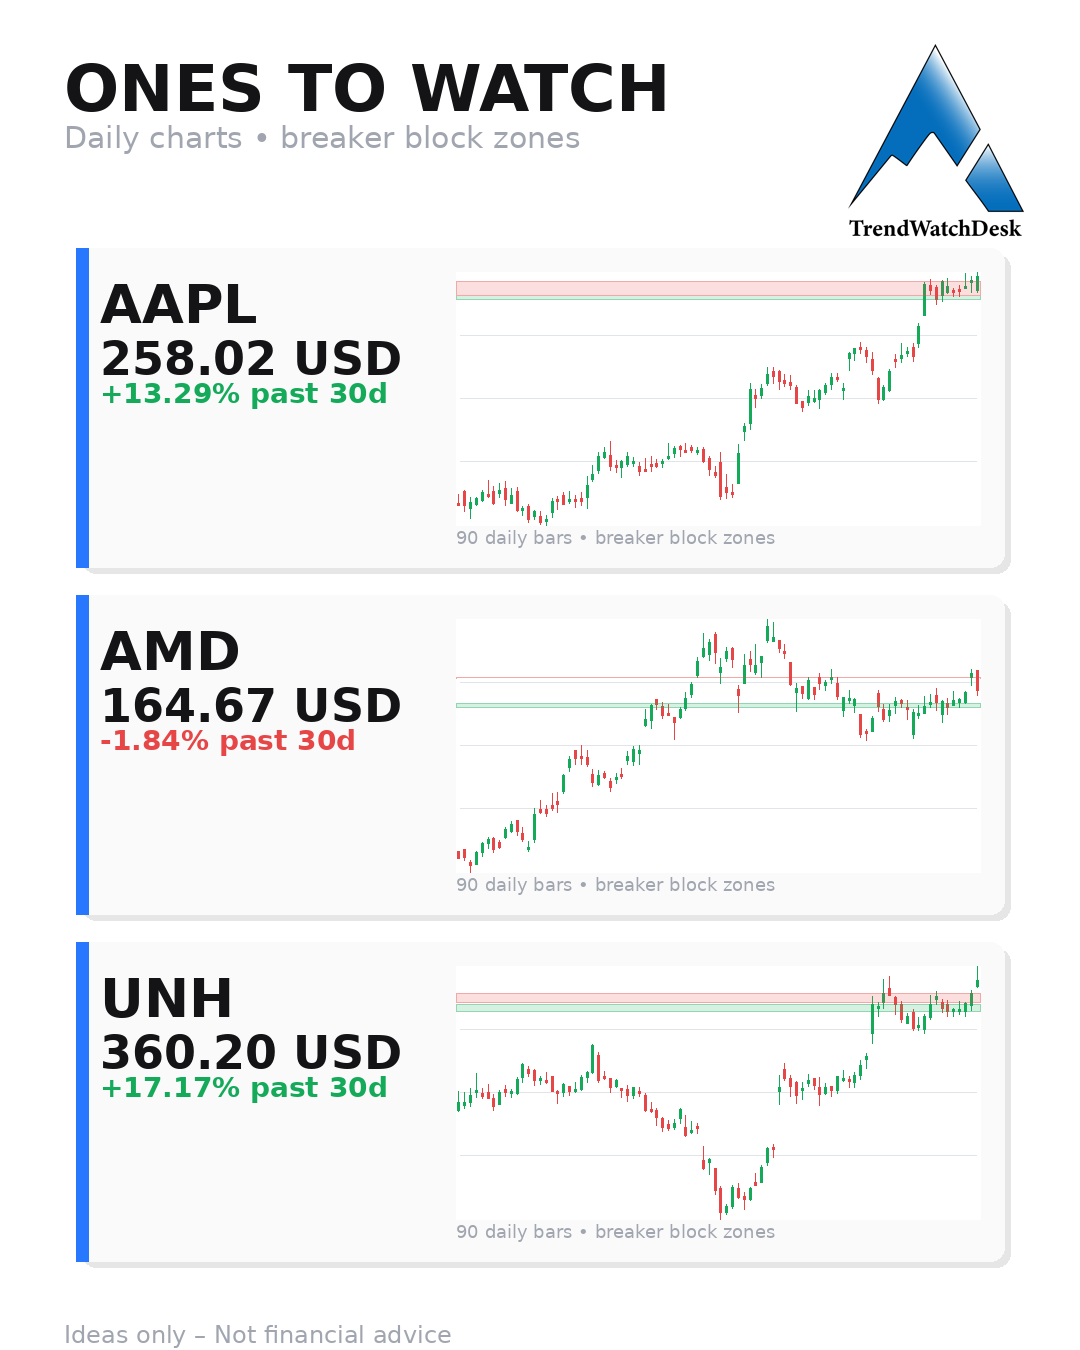 ONES TO WATCH
Daily charts • breaker block zones
TrendWatchDesk
AAPL
258.02 USD
+13.29% past 30d
90 daily bars • breaker block zones
AMD
164.67 USD
-1.84% past 30d
90 daily bars • breaker block zones
UNH
360.20 USD
+17.17% past 30d
90 daily bars • breaker block zones
Ideas only – Not financial advice